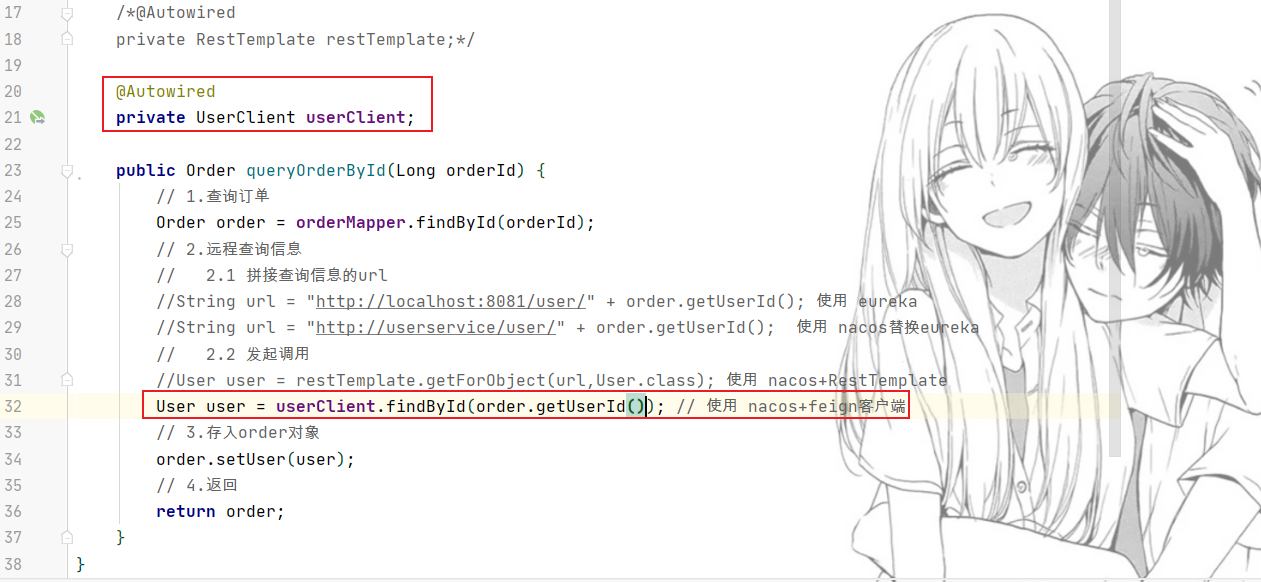 17 /*@Autowired
18 private RestTemplate restTemplate;*/
19
20 @Autowired
21 private UserClient userClient;
22
23 public Order queryOrderById(Long orderId) {
24 // 1.查询订单
25 Order order = orderMapper.findById(orderId);
26 // 2.远程查询信息
27 //   2.1 拼接查询信息的url
28 //String url = "http://localhost:8081/user/" + order.getUserId(); 使用 eureka
29 //String url = "http://userservice/user/" + order.getUserId();  使用 nacos替换eureka
30 //   2.2 发起调用
31 //User user = restTemplate.getForObject(url,User.class); 使用 nacos+RestTemplate
32 User user = userClient.findById(order.getUserId()); // 使用 nacos+feign客户端
33 // 3.存入order对象
34 order.setUser(user);
35 // 4.返回
36 return order;
37 }
38 }